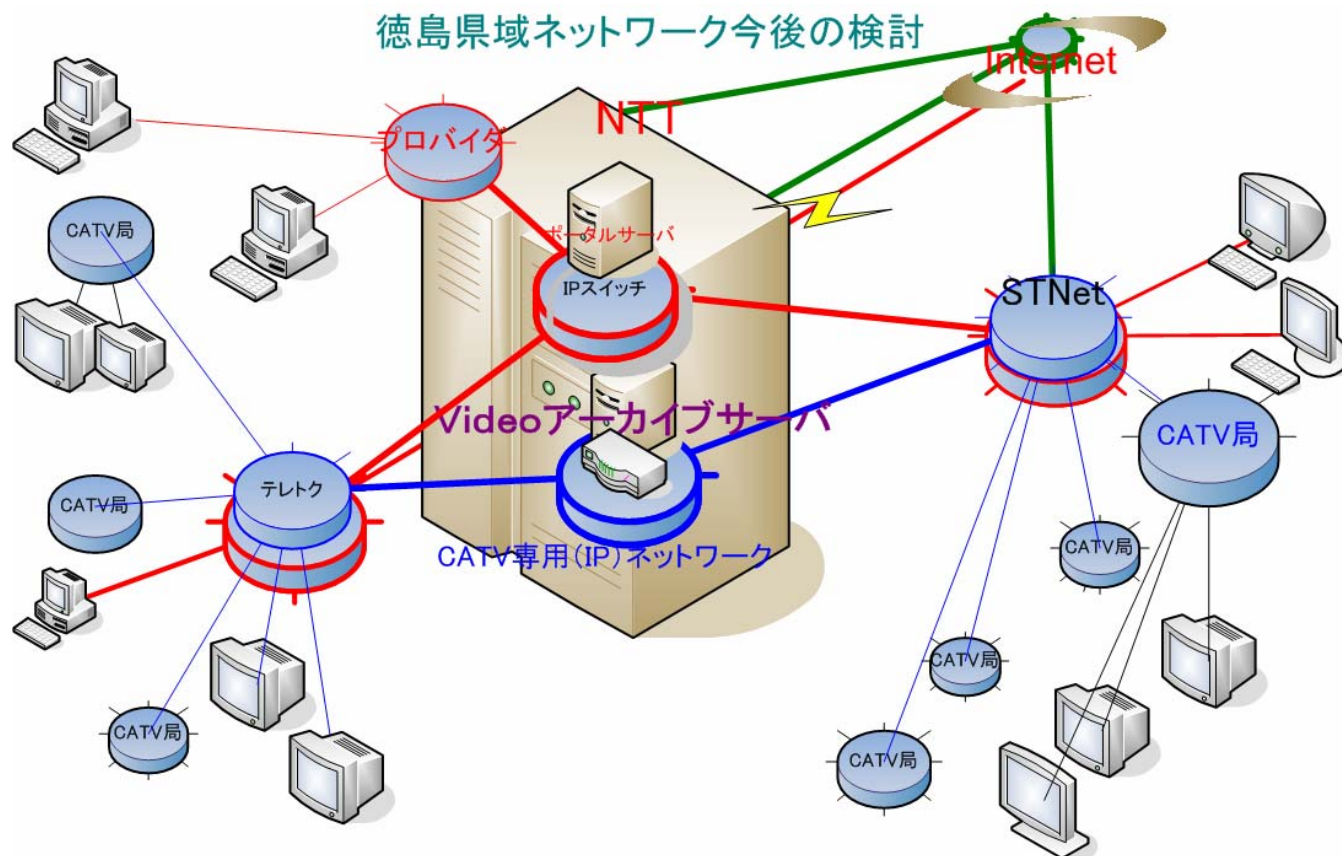 徳島県域ネットワーク今後の検討
Internet
NTT
プロバイダ
ポータルサーバ
CATV局
IPスイッチ
STNet
Videoアーカイブサーバ
CATV局
テレトク
CATV局
CATV専用(IP)ネットワーク
CATV局
CATV局
CATV局
CATV局